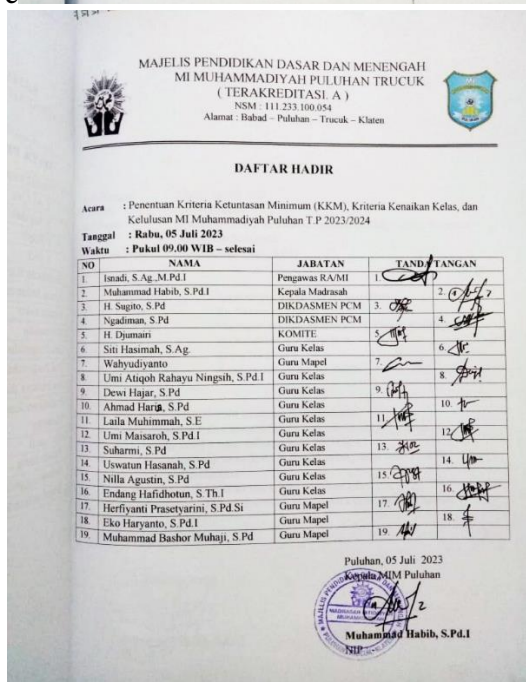 MAJELIS PENDIDIKAN DASAR DAN MENENGAH
MI MUHAMMADIYAH PULUHAN TRUCUK
( TERAKREDITASI. A )
NSM : 111.233.100.054
Alamat : Babad – Puluhan – Trucuk – Klaten
DAFTAR HADIR
Acara : Penentuan Kriteria Ketuntasan Minimum (KKM), Kriteria Kenaikan Kelas, dan
Kelulusan MI Muhammadiyah Puluhan T.P 2023/2024
Tanggal : Rabu, 05 Juli 2023
Waktu : Pukul 09.00 WIB – selesai
NO NAMA JABATAN TANDA TANGAN
1. Isnadi, S.Ag.,M.Pd.I Pengawas RA/MI 1.
2. Muhammad Habib, S.Pd.I Kepala Madrasah 2.
3. H. Sugito, S.Pd DIKDASMEN PCM 3.
4. Ngadiman, S.Pd DIKDASMEN PCM 4.
5. H. Djumairi KOMITE 5.
6. Siti Hasimah, S.Ag. Guru Kelas 6.
7. Wahyudiyanto Guru Mapel 7.
8. Umi Atiqoh Rahayu Ningsih, S.Pd.I Guru Kelas 8.
9. Dewi Hajar, S.Pd Guru Kelas 9.
10. Ahmad Haris, S.Pd Guru Kelas 10.
11. Laila Muhimmah, S.E Guru Kelas 11.
12. Umi Maisaroh, S.Pd.I Guru Kelas 12.
13. Suharmi, S.Pd Guru Kelas 13.
14. Uswatun Hasanah, S.Pd Guru Kelas 14.
15. Nilla Agustin, S.Pd Guru Kelas 15.
16. Endang Hafidhotun, S.Th.I Guru Kelas 16.
17. Herfiyanti Prasetyarini, S.Pd.Si Guru Mapel 17.
18. Eko Haryanto, S.Pd.I Guru Mapel 18.
19. Muhammad Bashor Muhaji, S.Pd Guru Mapel 19.
Puluhan, 05 Juli 2023
Kepala MIM Puluhan
Muhammad Habib, S.Pd.I
NIP